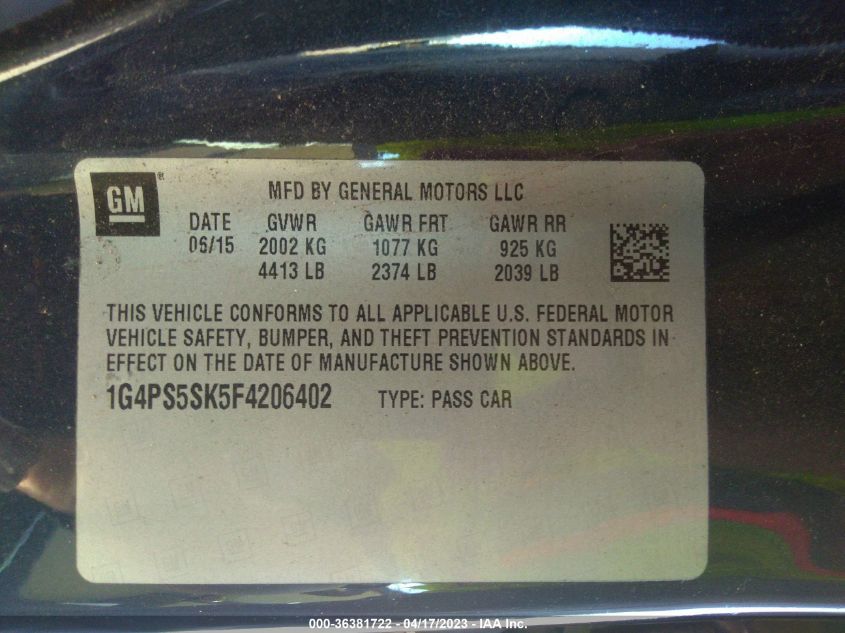 GM®
MFD BY GENERAL MOTORS LLC
DATE GVWR GAWR FRT GAWR RR
06/15 2002 KG 1077 KG 925 KG
4413 LB 2374 LB 2039 LB
THIS VEHICLE CONFORMS TO ALL APPLICABLE U.S. FEDERAL MOTOR
VEHICLE SAFETY, BUMPER, AND THEFT PREVENTION STANDARDS IN
EFFECT ON THE DATE OF MANUFACTURE SHOWN ABOVE.
1G4PS5SK5F4206402 TYPE: PASS CAR
000-36381722 - 04/17/2023 - IAA Inc.